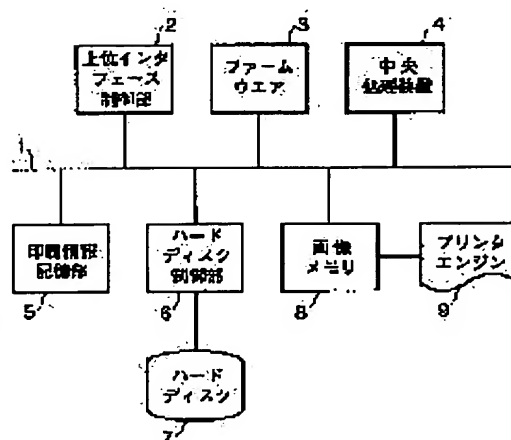 2
3
4
上位インタ
フェース
制御部
ファーム
ウエア
中央
処理装置
1
印刷情報
記憶部
ハード
ディスク
制御部
画像
メモリ
プリンタ
エンジン
5
6
8
9
ハード
ディスク
7